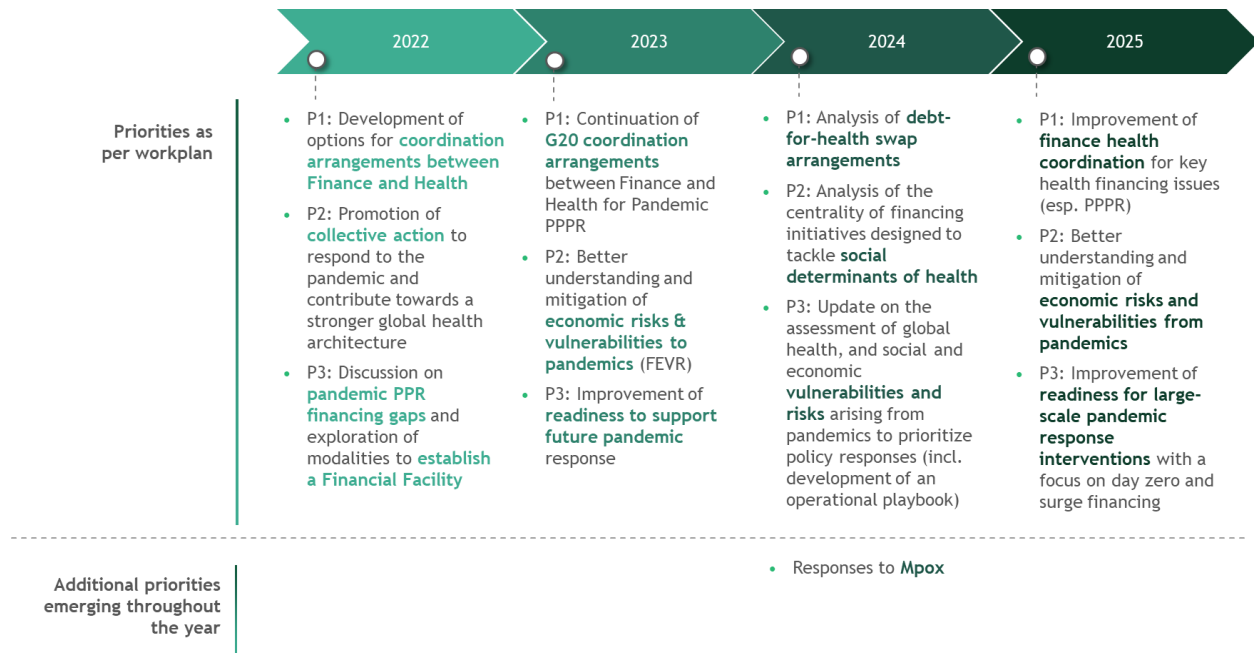 2022
2023
2024
2025
Priorities as
per workplan
P1: Development of
options for coordination
arrangements between
Finance and Health
P2: Promotion of
collective action to
respond to the
pandemic and
contribute towards a
stronger global health
architecture
P3: Discussion on
pandemic PPR
financing gaps and
exploration of
modalities to establish
a Financial Facility
P1: Continuation of
G20 coordination
arrangements
between Finance and
Health for Pandemic
PPPR
P2: Better
understanding and
mitigation of
economic risks &
vulnerabilities to
pandemics (FEVR)
P3: Improvement of
readiness to support
future pandemic
response
P1: Analysis of debt-
for-health swap
arrangements
P2: Analysis of the
centrality of financing
initiatives designed to
tackle social
determinants of health
P3: Update on the
assessment of global
health, and social and
economic
vulnerabilities and
risks arising from
pandemics to prioritize
policy responses (incl.
development of an
operational playbook)
P1: Improvement of
finance health
coordination for key
health financing issues
(esp. PPPR)
P2: Better
understanding and
mitigation of
economic risks and
vulnerabilities from
pandemics
P3: Improvement of
readiness for large-
scale pandemic
response
interventions with a
focus on day zero and
surge financing
Additional priorities
emerging throughout
the year
Responses to Mpox